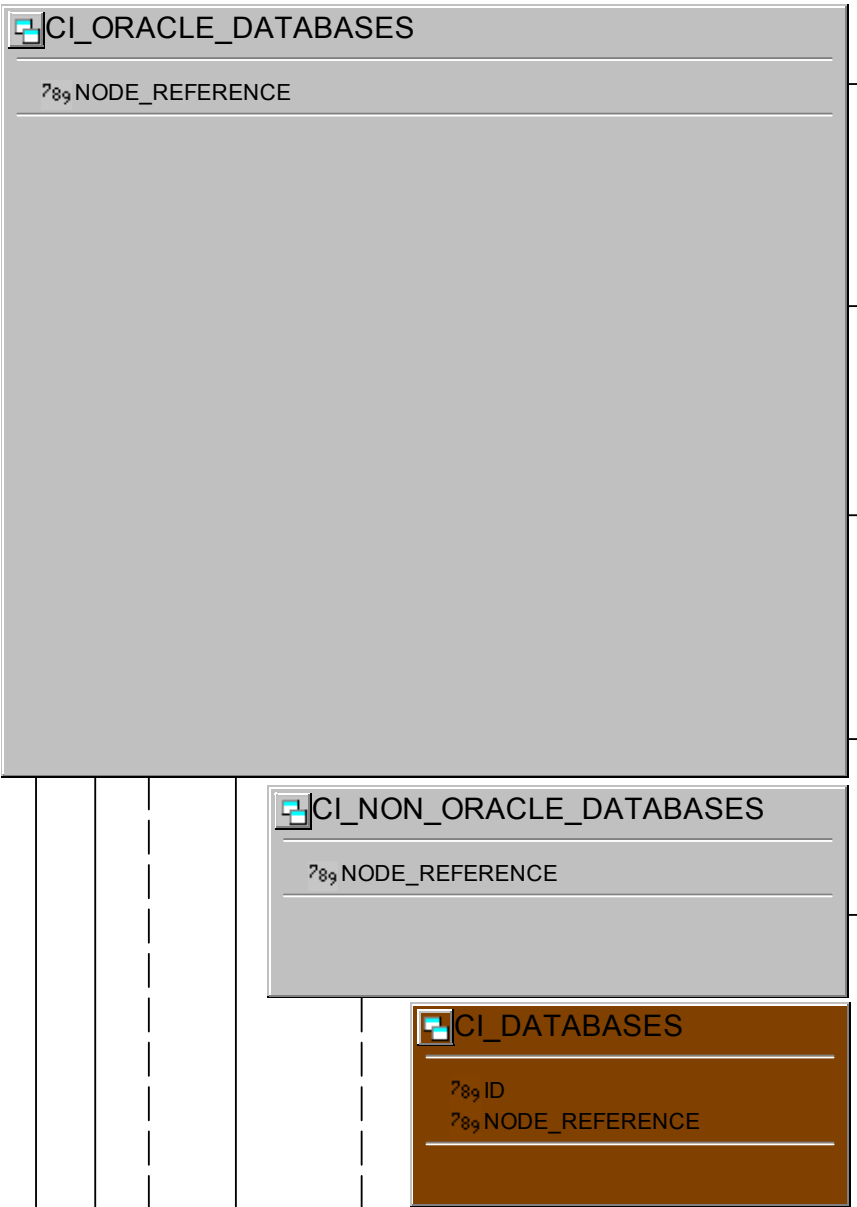 CI_ORACLE_DATABASES
789 NODE_REFERENCE
CI_NON_ORACLE_DATABASES
789 NODE_REFERENCE
CI_DATABASES
789 ID
789 NODE_REFERENCE